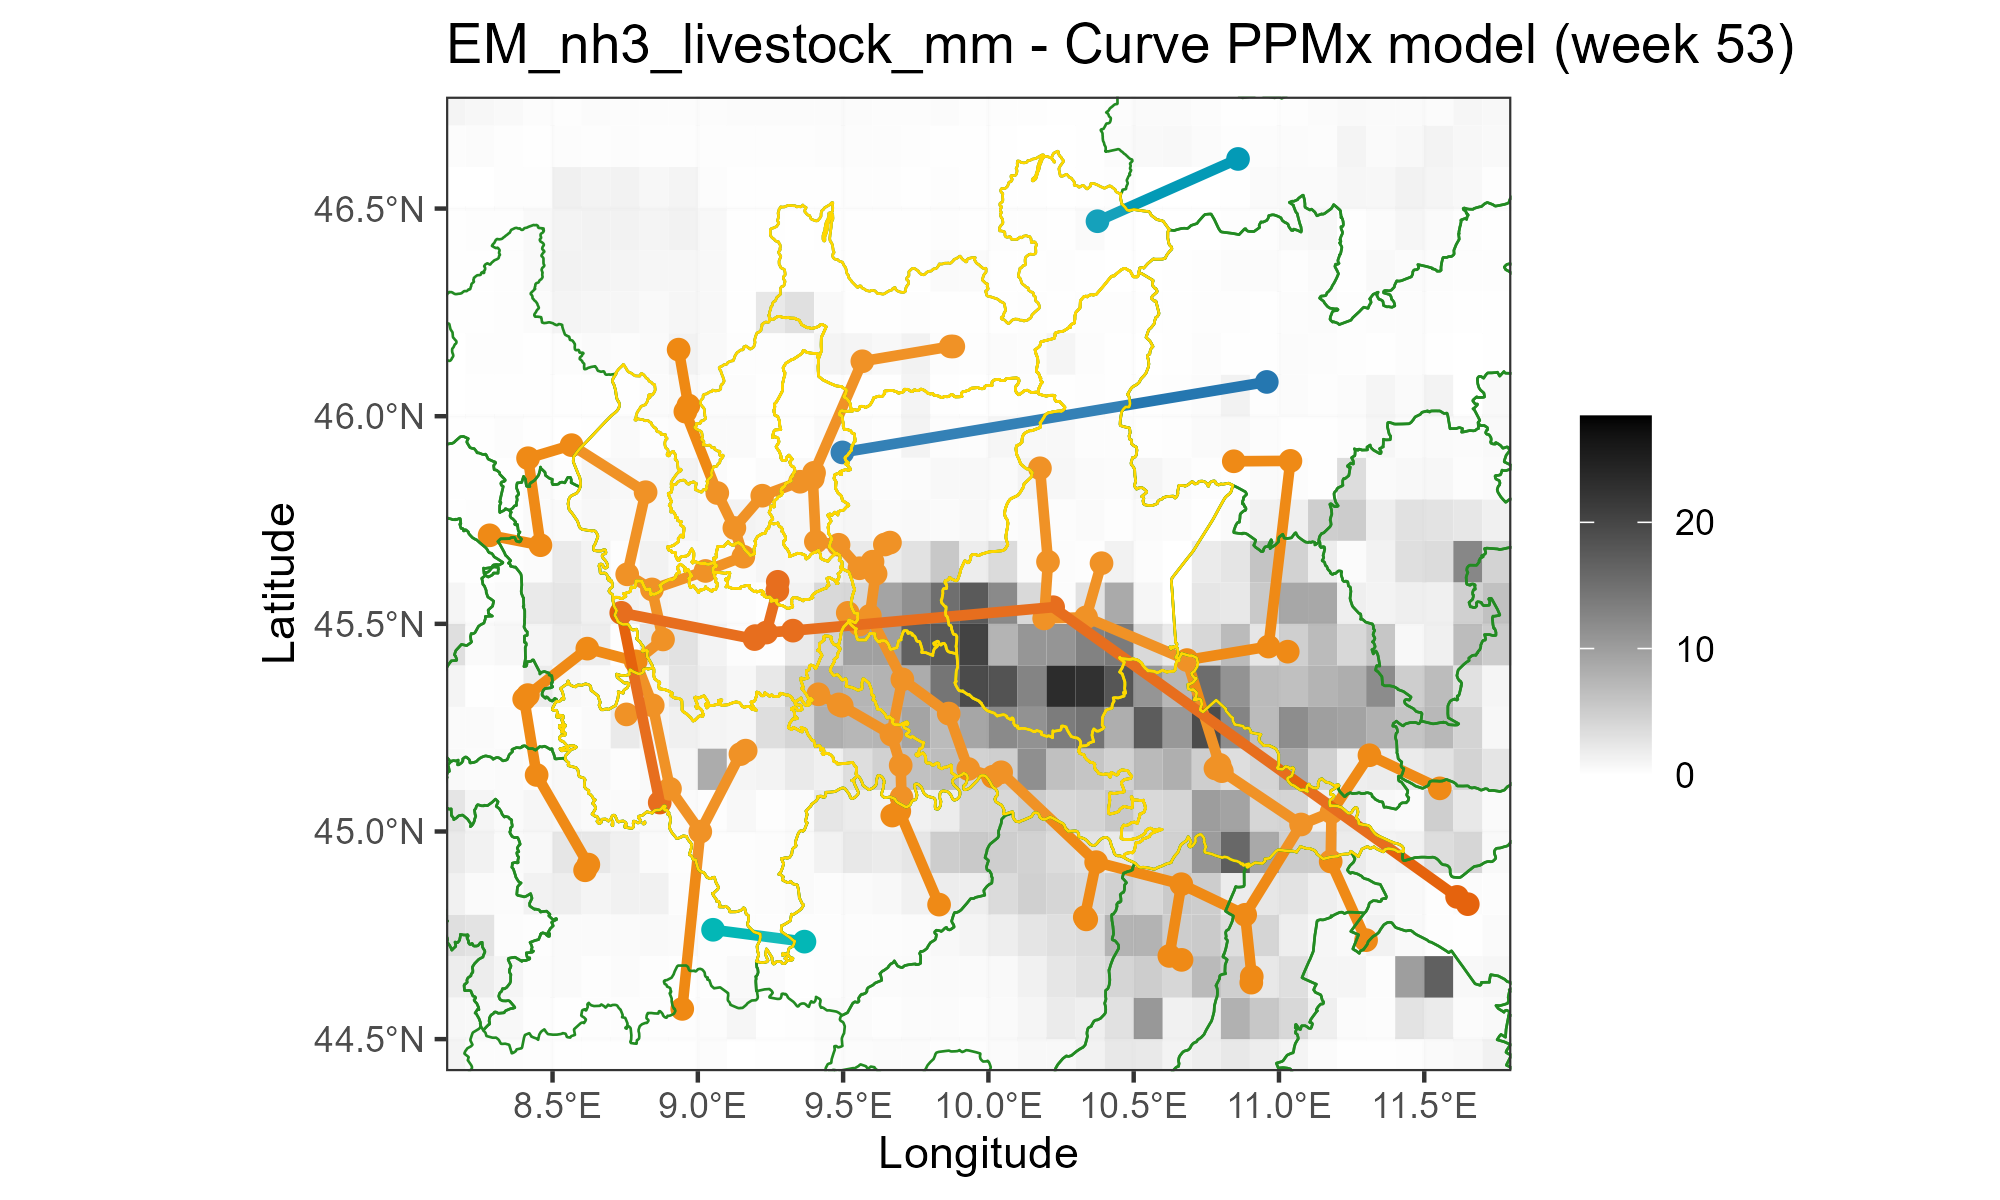 EM_nh3_livestock_mm - Curve PPMx model (week 53)
46.5°N
46.0°N
45.5°N
45.0°N
44.5°N
Latitude
8.5°E
9.0°E
9.5°E
10.0°E
10.5°E
11.0°E
11.5°E
Longitude
20
10
0